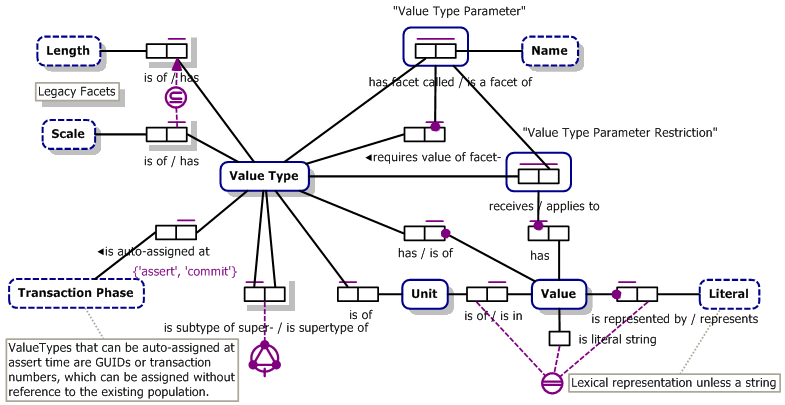 "Value Type Parameter"
Length
Name
is of / has
has facet called / is a facet of
Legacy Facets
Scale
"Value Type Parameter Restriction"
is of / has
◄requires value of facet-
Value Type
receives / applies to
◄is auto-assigned at
has / is of
has
{'assert', 'commit'}
Transaction Phase
Unit
Value
Literal
is of
is of / is in
is represented by / represents
is subtype of super- / is supertype of
is literal string
ValueTypes that can be auto-assigned at
assert time are GUIDs or transaction
numbers, which can be assigned without
reference to the existing population.
Lexical representation unless a string